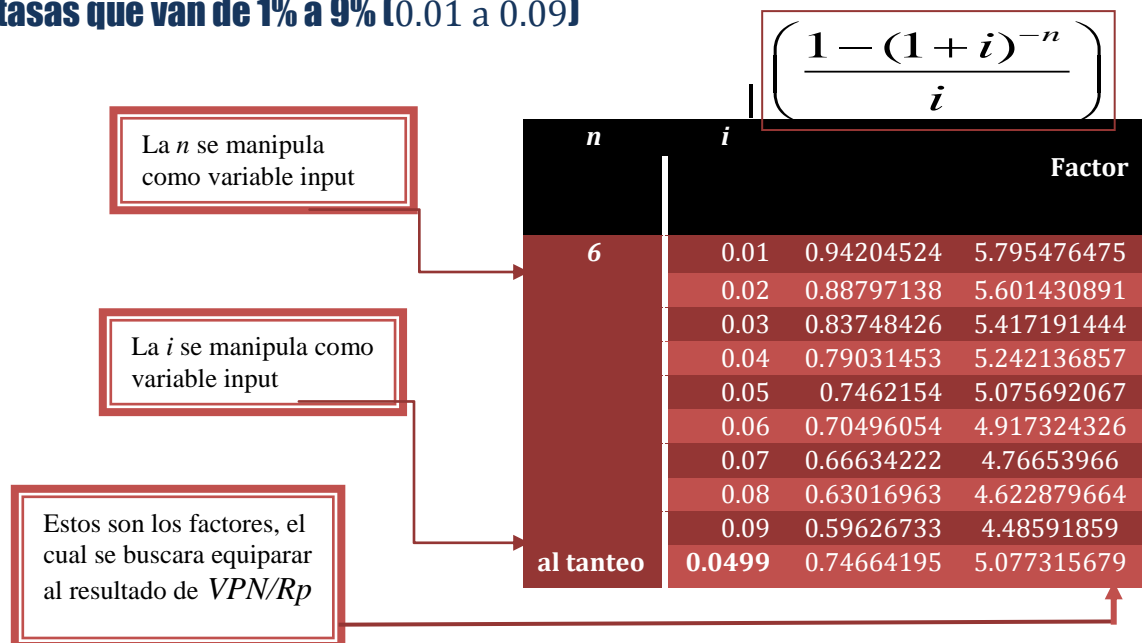 tasas que van de 1% a 9% (0.01 a 0.09)
(1 − (1 + i)⁻ⁿ / i)
La n se manipula
como variable input
n i
Factor
6 0.01 0.94204524 5.795476475
0.02 0.88797138 5.601430891
0.03 0.83748426 5.417191444
0.04 0.79031453 5.242136857
0.05 0.7462154 5.075692067
0.06 0.70496054 4.917324326
0.07 0.66634222 4.76653966
0.08 0.63016963 4.622879664
0.09 0.59626733 4.48591859
al tanteo 0.0499 0.74664195 5.077315679
La i se manipula como
variable input
Estos son los factores, el
cual se buscara equiparar
al resultado de VPN/Rp